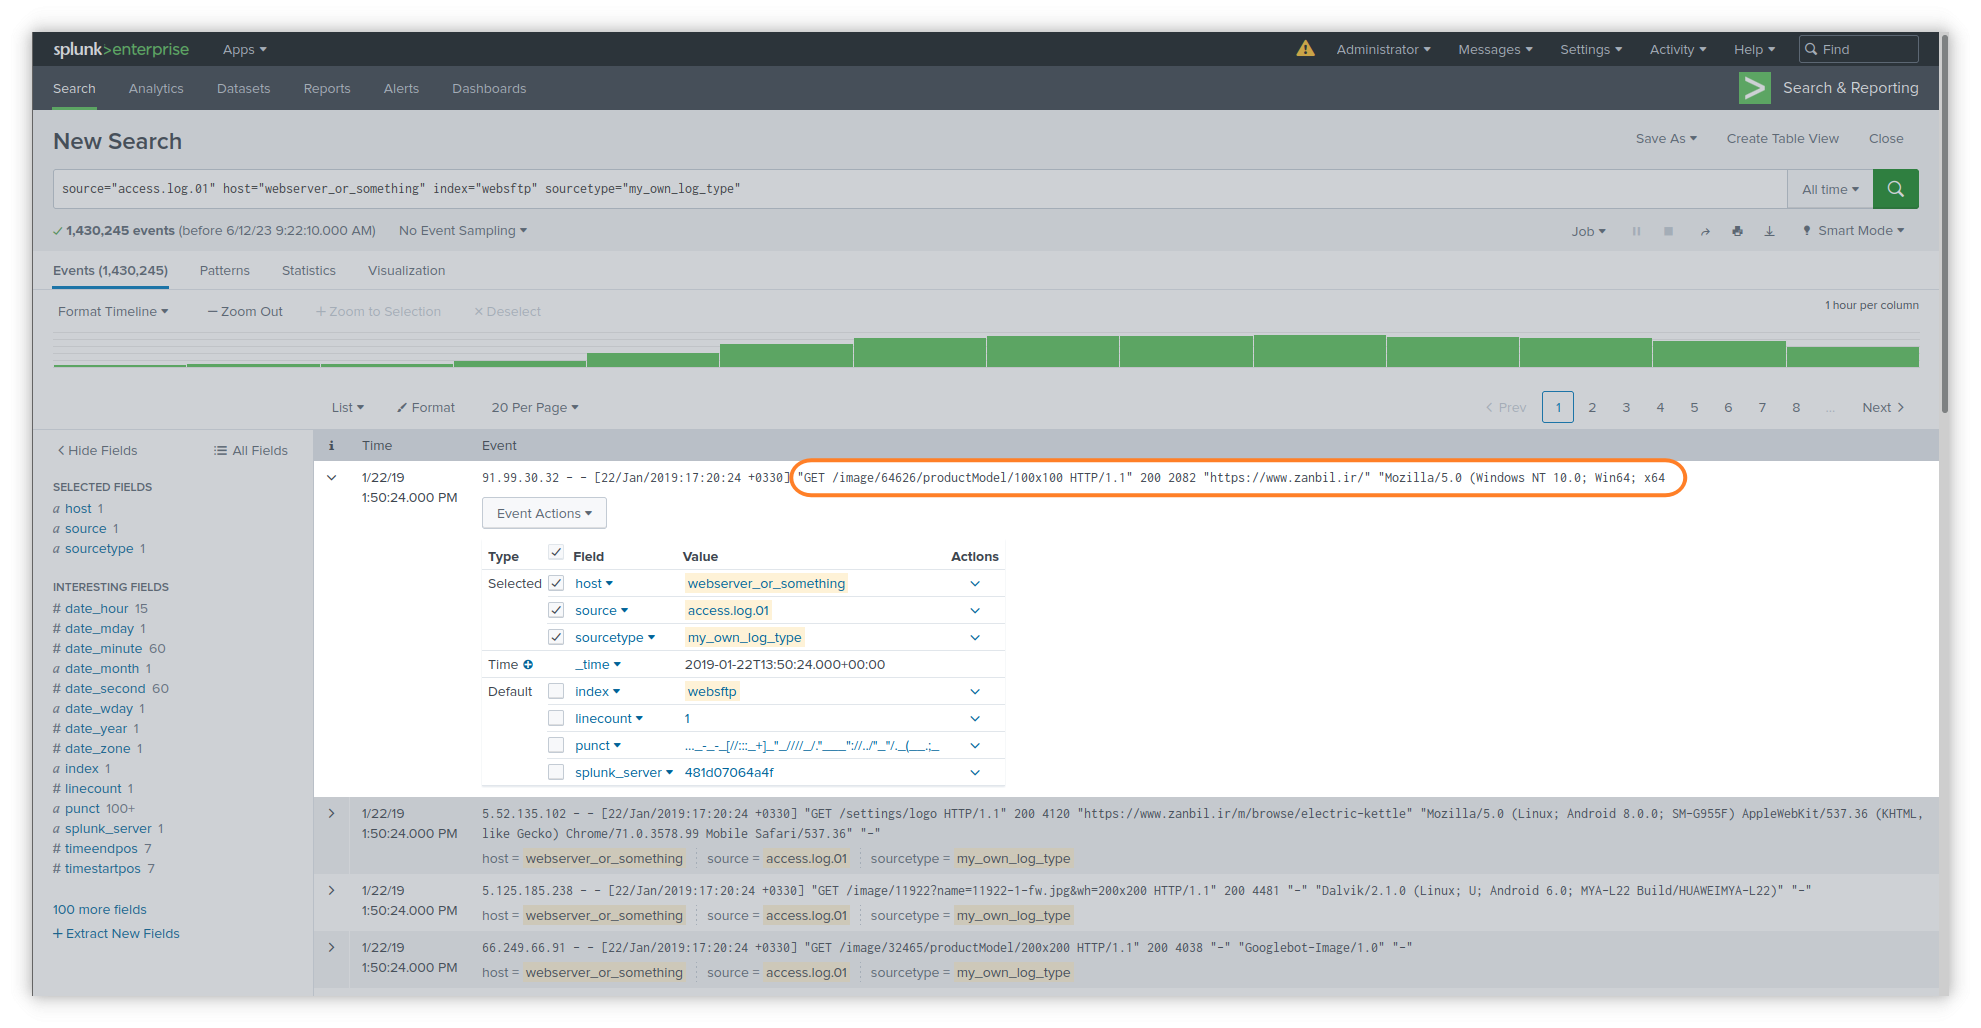 splunk>enterprise Apps Administrator Messages Settings Activity Help Find
Search Analytics Datasets Reports Alerts Dashboards Search & Reporting
New Search Save As Create Table View Close
source="access.log.01" host="webserver_or_something" index="websftp" sourcetype="my_own_log_type" All time
1,430,245 events (before 6/12/23 9:22:10.000 AM) No Event Sampling Job Smart Mode
Events (1,430,245) Patterns Statistics Visualization
Format Timeline — Zoom Out + Zoom to Selection × Deselect 1 hour per column
List Format 20 Per Page < Prev 1 2 3 4 5 6 7 8 ... Next >
< Hide Fields All Fields
SELECTED FIELDS
a host 1
a source 1
a sourcetype 1
INTERESTING FIELDS
# date_hour 15
# date_mday 1
# date_minute 60
a date_month 1
# date_second 60
a date_wday 1
# date_year 1
# date_zone 1
a index 1
# linecount 1
a punct 100+
a splunk_server 1
# timeendpos 7
# timestartpos 7
100 more fields
+ Extract New Fields
i Time Event
1/22/19 91.99.30.32 - - [22/Jan/2019:17:20:24 +0330] "GET /image/64626/productModel/100x100 HTTP/1.1" 200 2082 "https://www.zanbil.ir/" "Mozilla/5.0 (Windows NT 10.0; Win64; x64
1:50:24.000 PM
Event Actions
Type Field Value Actions
Selected host webserver_or_something
source access.log.01
sourcetype my_own_log_type
Time _time 2019-01-22T13:50:24.000+00:00
Default index websftp
linecount 1
punct ..._-_-_[//:::_+]_"_////_/."____"://../"_"/._(__.;_
splunk_server 481d07064a4f
1/22/19 5.52.135.102 - - [22/Jan/2019:17:20:24 +0330] "GET /settings/logo HTTP/1.1" 200 4120 "https://www.zanbil.ir/m/browse/electric-kettle" "Mozilla/5.0 (Linux; Android 8.0.0; SM-G955F) AppleWebKit/537.36 (KHTML,
1:50:24.000 PM like Gecko) Chrome/71.0.3578.99 Mobile Safari/537.36" "-"
host = webserver_or_something source = access.log.01 sourcetype = my_own_log_type
1/22/19 5.125.185.238 - - [22/Jan/2019:17:20:24 +0330] "GET /image/11922?name=11922-1-fw.jpg&wh=200x200 HTTP/1.1" 200 4481 "-" "Dalvik/2.1.0 (Linux; U; Android 6.0; MYA-L22 Build/HUAWEIMYA-L22)" "-"
1:50:24.000 PM host = webserver_or_something source = access.log.01 sourcetype = my_own_log_type
1/22/19 66.249.66.91 - - [22/Jan/2019:17:20:24 +0330] "GET /image/32465/productModel/200x200 HTTP/1.1" 200 4038 "-" "Googlebot-Image/1.0" "-"
1:50:24.000 PM host = webserver_or_something source = access.log.01 sourcetype = my_own_log_type